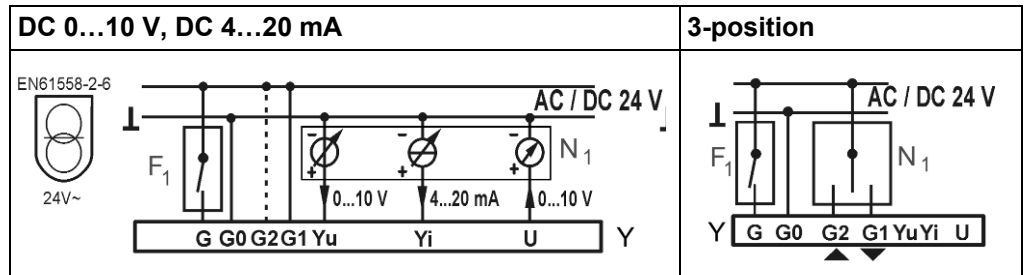 DC 0…10 V, DC 4…20 mA
3-position
EN61558-2-6
24V~
AC / DC 24 V
F1
N1
0...10 V
4...20 mA
0...10 V
G G0 G2 G1 Yu Yi U
Y
AC / DC 24 V
F1
N1
Y
G G0 G2 G1 Yu Yi U